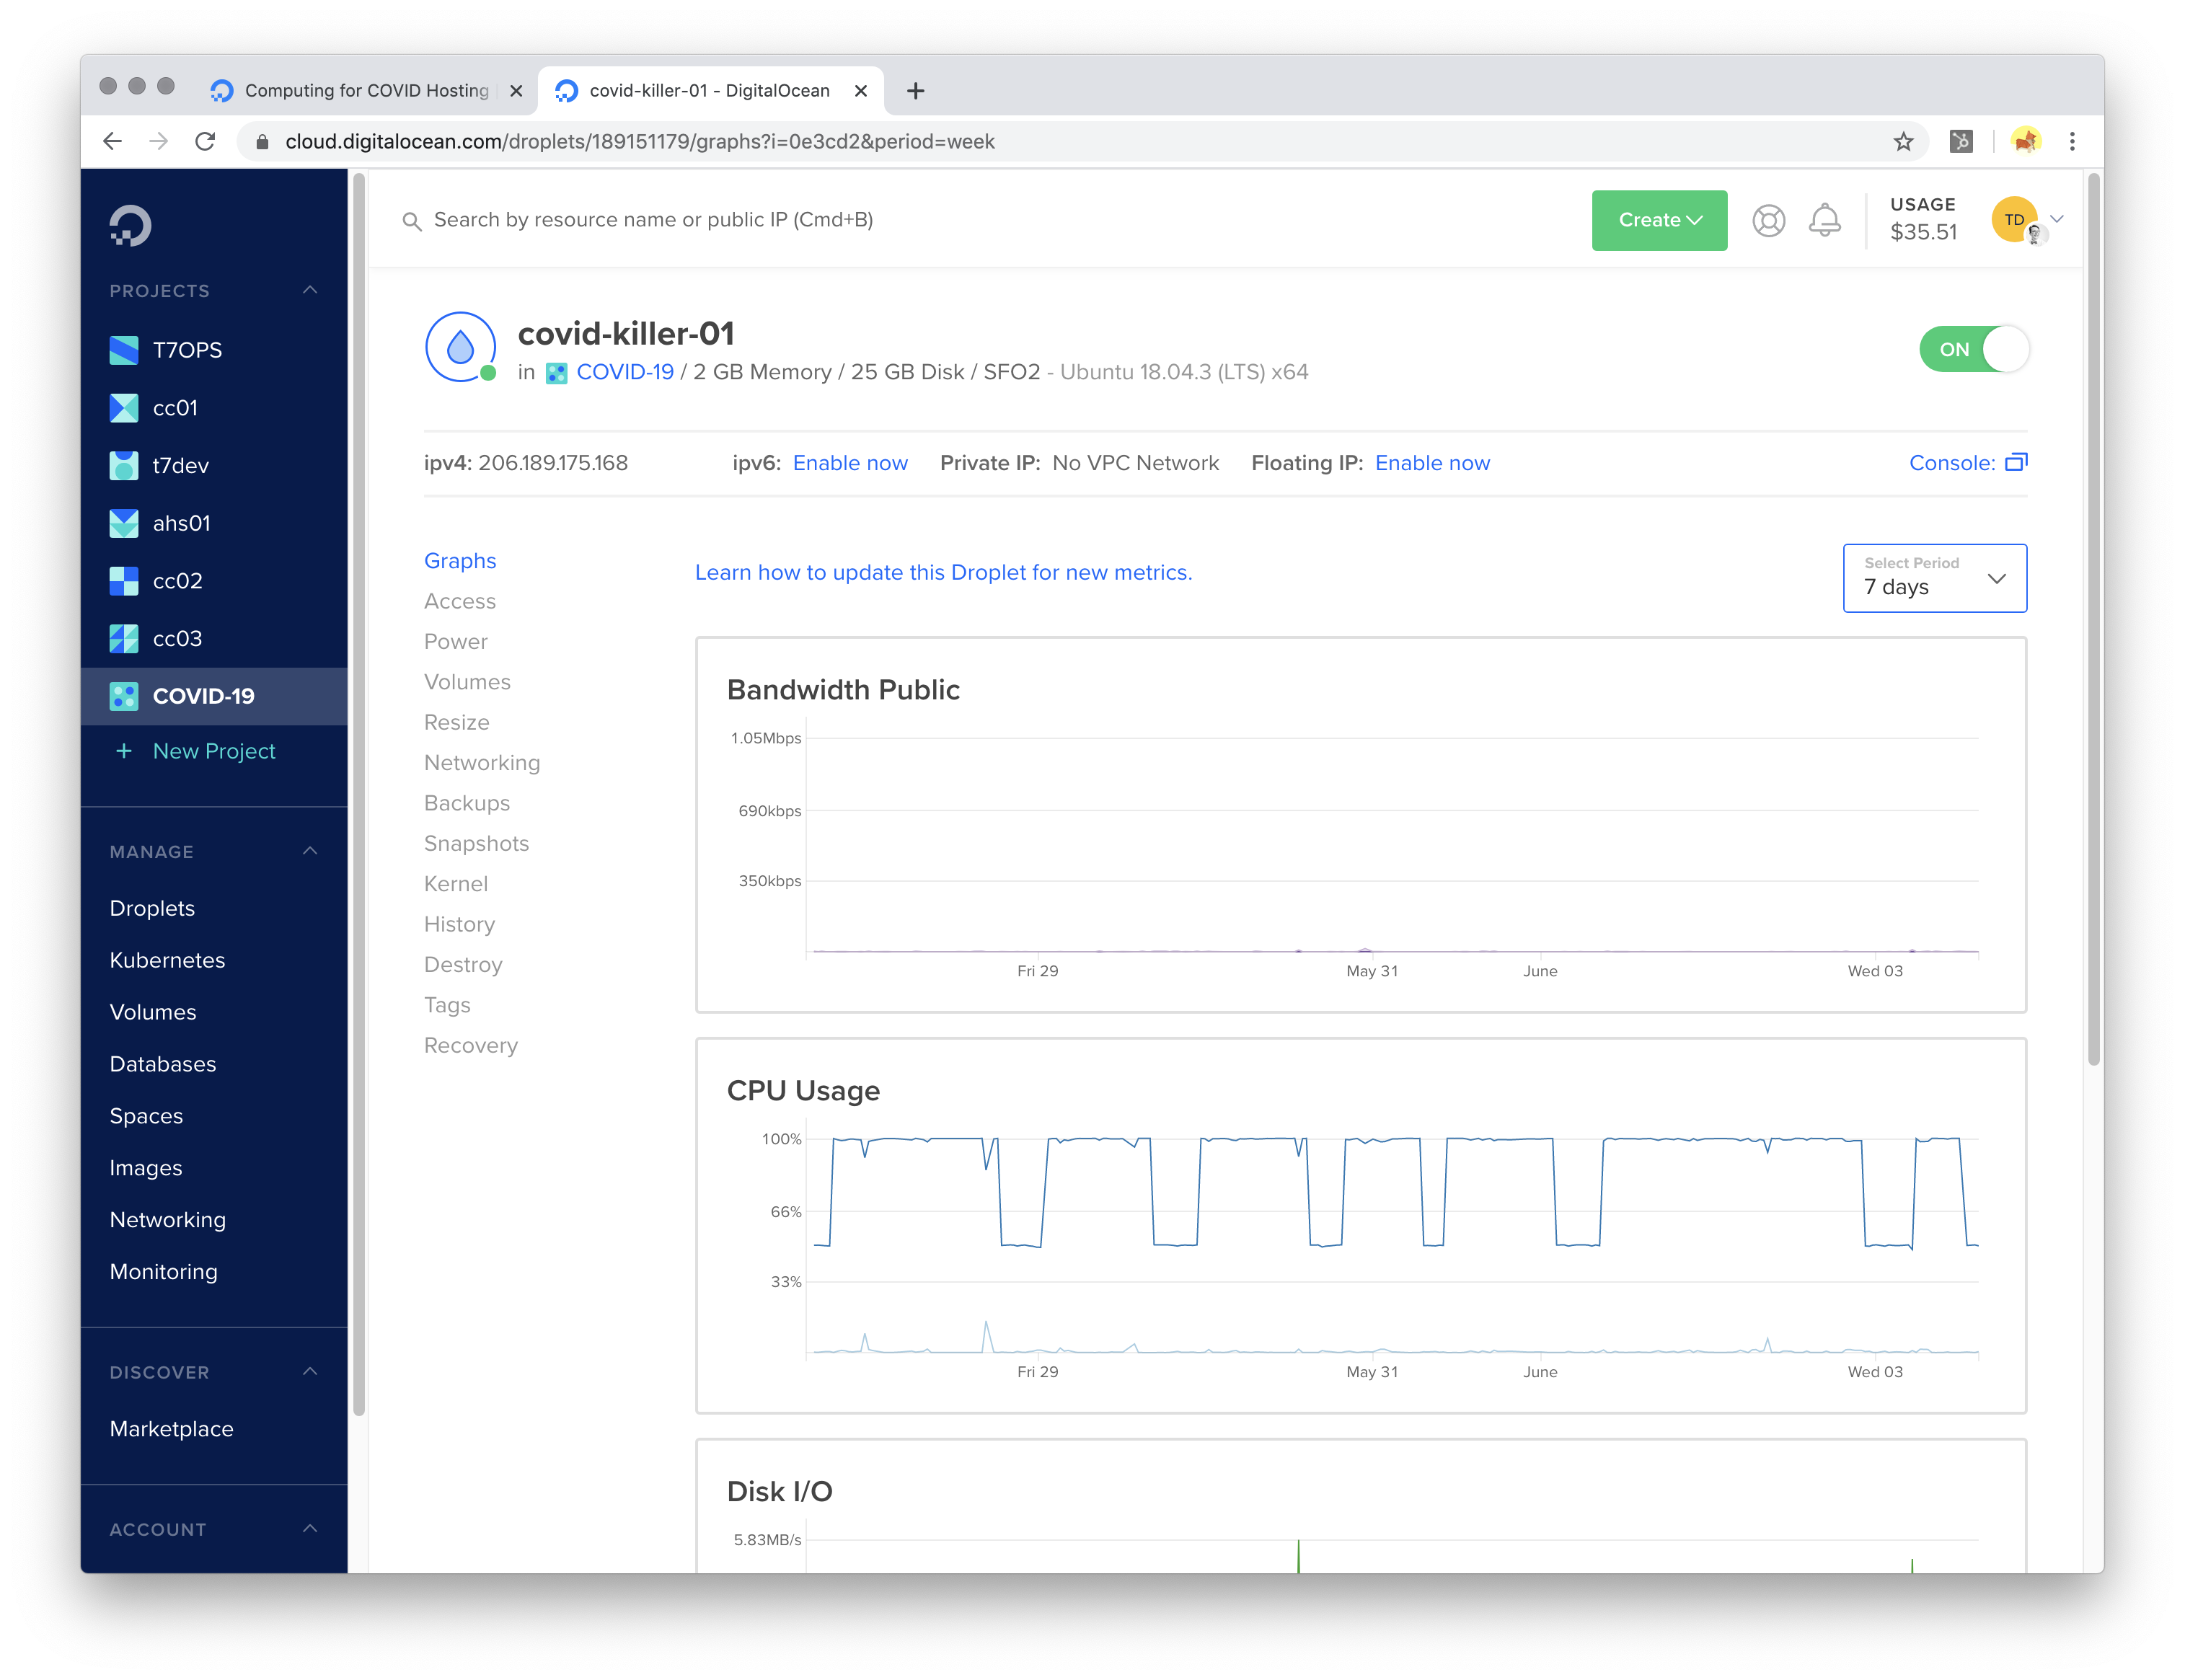 Computing for COVID Hosting
covid-killer-01 - DigitalOcean
cloud.digitalocean.com/droplets/189151179/graphs?i=0e3cd2&period=week
Search by resource name or public IP (Cmd+B)
Create
USAGE
$35.51
TD
PROJECTS
T7OPS
cc01
t7dev
ahs01
cc02
cc03
COVID-19
+ New Project
MANAGE
Droplets
Kubernetes
Volumes
Databases
Spaces
Images
Networking
Monitoring
DISCOVER
Marketplace
ACCOUNT
covid-killer-01
in COVID-19 / 2 GB Memory / 25 GB Disk / SFO2 - Ubuntu 18.04.3 (LTS) x64
ON
ipv4: 206.189.175.168 ipv6: Enable now Private IP: No VPC Network Floating IP: Enable now Console:
Graphs
Access
Power
Volumes
Resize
Networking
Backups
Snapshots
Kernel
History
Destroy
Tags
Recovery
Learn how to update this Droplet for new metrics.
Select Period
7 days
Bandwidth Public
1.05Mbps
690kbps
350kbps
Fri 29 May 31 June Wed 03
CPU Usage
100%
66%
33%
Fri 29 May 31 June Wed 03
Disk I/O
5.83MB/s